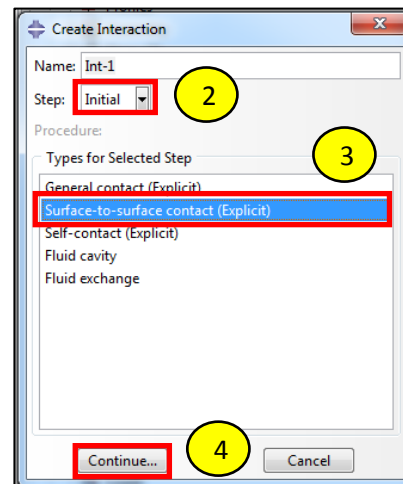 Create Interaction
x
Name: Int-1
Step: Initial
2
Procedure:
Types for Selected Step
3
General contact (Explicit)
Surface-to-surface contact (Explicit)
Self-contact (Explicit)
Fluid cavity
Fluid exchange
Continue...
4
Cancel